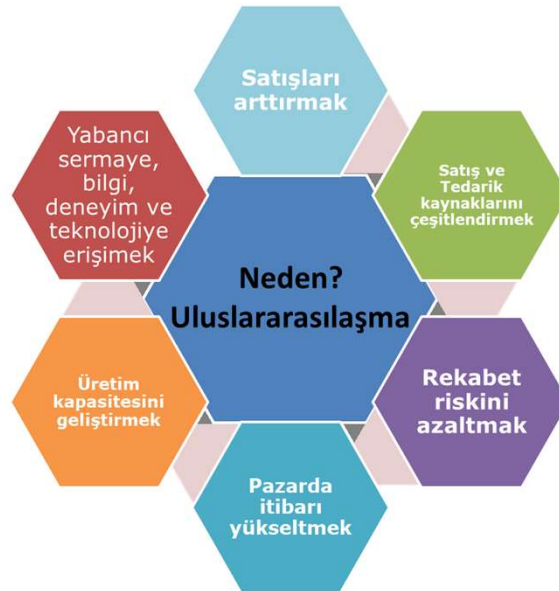 Satışları
arttırmak
Yabancı
sermaye,
bilgi,
deneyim ve
teknolojiye
erişimek
Satış ve
Tedarik
kaynaklarını
çeşitlendirmek
Neden?
Uluslararasılaşma
Üretim
kapasitesini
geliştirmek
Rekabet
riskini
azaltmak
Pazarda
itibarı
yükseltmek